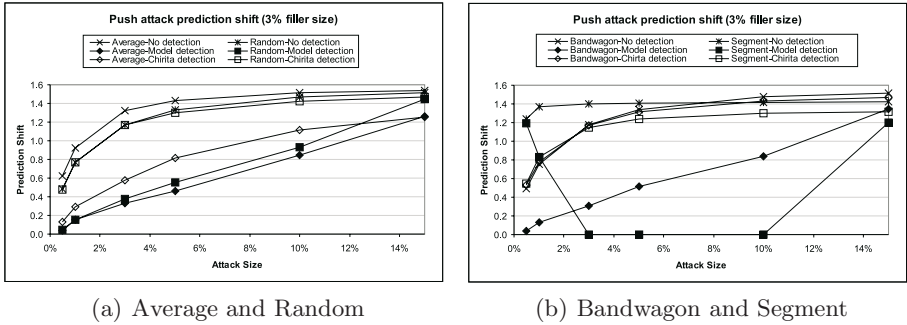 Push attack prediction shift (3% filler size)
Average-No detection
Random-No detection
Average-Model detection
Random-Model detection
Average-Chirita detection
Random-Chirita detection
Prediction Shift
1.6
1.4
1.2
1.0
0.8
0.6
0.4
0.2
0.0
0% 2% 4% 6% 8% 10% 12% 14%
Attack Size
(a) Average and Random
Push attack prediction shift (3% filler size)
Bandwagon-No detection
Segment-No detection
Bandwagon-Model detection
Segment-Model detection
Bandwagon-Chirita detection
Segment-Chirita detection
Prediction Shift
1.6
1.4
1.2
1.0
0.8
0.6
0.4
0.2
0.0
0% 2% 4% 6% 8% 10% 12% 14%
Attack Size
(b) Bandwagon and Segment